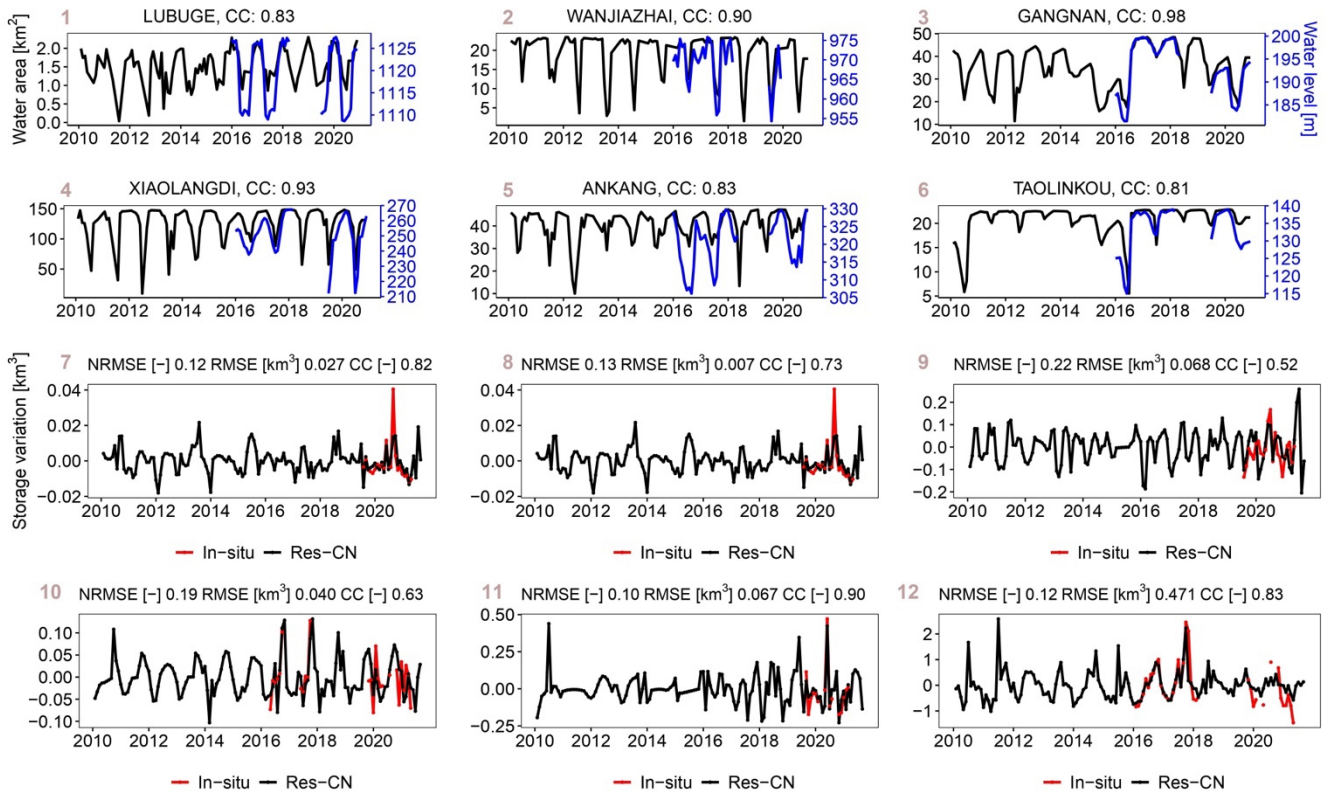 1 LUBUGE, CC: 0.83
2 WANJIAZHAI, CC: 0.90
3 GANGNAN, CC: 0.98
Water area [km²]
2.0
1.5
1.0
0.5
0.0
1125
1120
1115
1110
20
15
10
5
975
970
965
960
955
50
40
30
20
10
200
195
190
185
Water level [m]
2010 2012 2014 2016 2018 2020
2010 2012 2014 2016 2018 2020
2010 2012 2014 2016 2018 2020
4 XIAOLANGDI, CC: 0.93
5 ANKANG, CC: 0.83
6 TAOLINKOU, CC: 0.81
150
100
50
270
260
250
240
230
220
210
40
30
20
10
330
325
320
315
310
305
20
15
10
5
140
135
130
125
120
115
2010 2012 2014 2016 2018 2020
2010 2012 2014 2016 2018 2020
2010 2012 2014 2016 2018 2020
7 NRMSE [−] 0.12 RMSE [km³] 0.027 CC [−] 0.82
8 NRMSE 0.13 RMSE [km³] 0.007 CC [−] 0.73
9 NRMSE [−] 0.22 RMSE [km³] 0.068 CC [−] 0.52
Storage variation [km³]
0.04
0.02
0.00
−0.02
0.04
0.02
0.00
−0.02
0.2
0.1
0.0
−0.1
−0.2
2010 2012 2014 2016 2018 2020
2010 2012 2014 2016 2018 2020
2010 2012 2014 2016 2018 2020
In−situ Res−CN
In−situ Res−CN
In−situ Res−CN
10 NRMSE [−] 0.19 RMSE [km³] 0.040 CC [−] 0.63
11 NRMSE [−] 0.10 RMSE [km³] 0.067 CC [−] 0.90
12 NRMSE [−] 0.12 RMSE [km³] 0.471 CC [−] 0.83
0.10
0.05
0.00
−0.05
−0.10
0.50
0.25
0.00
−0.25
2
1
0
−1
2010 2012 2014 2016 2018 2020
2010 2012 2014 2016 2018 2020
2010 2012 2014 2016 2018 2020
In−situ Res−CN
In−situ Res−CN
In−situ Res−CN